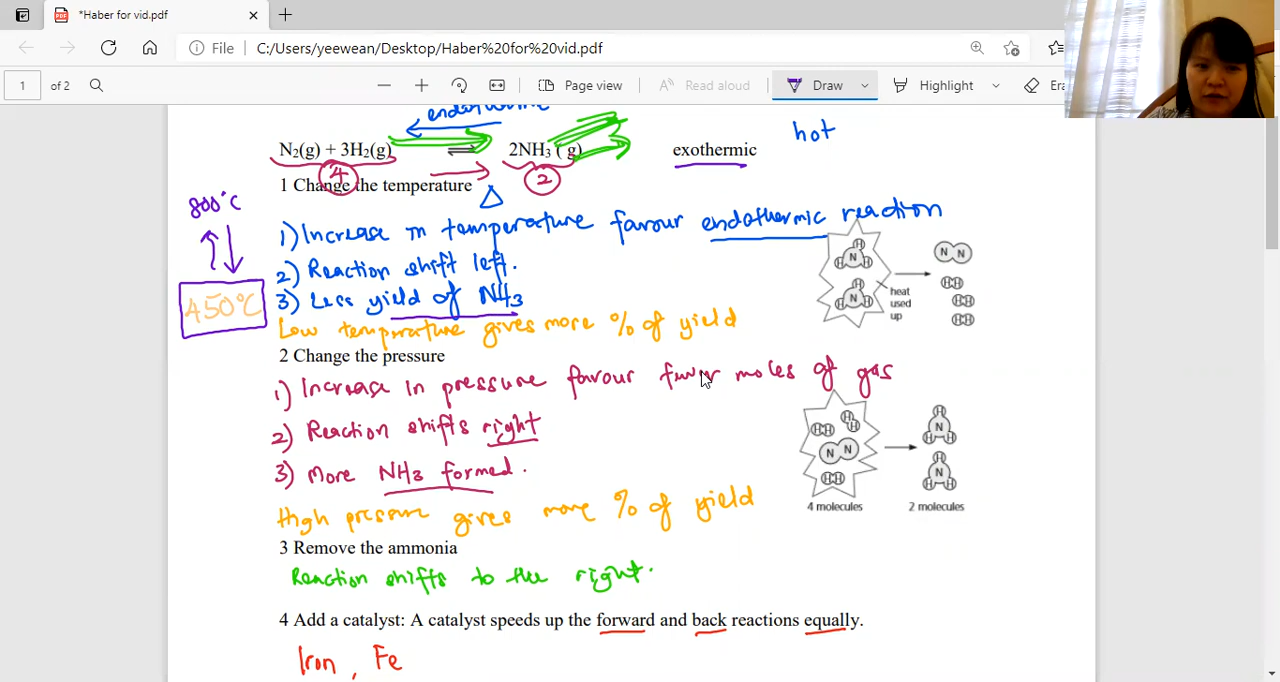 *Haber for vid.pdf
File C:/Users/yeewean/Desktop/Haber%20for%20vid.pdf
1 of 2 Page view Read aloud Draw Highlight
endothermic
hot
N2(g) + 3H2(g) ⇌ 2NH3 ( g) exothermic
4 2
1 Change the temperature
Δ
800°C
1) Increase in temperature favour endothermic reaction
2) Reaction shift left.
3) Less yield of NH3
450°C
Low temperature gives more % of yield
H N H
H
H N H
H
heat
used
up
N N
H H
H H
H H
2 Change the pressure
1) Increase in pressure favour fewer moles of gas
2) Reaction shifts right
3) More NH3 formed.
High pressure gives more % of yield
H H
H H
N N
H H
4 molecules
H
N
H H
H
N
H H
2 molecules
3 Remove the ammonia
Reaction shifts to the right.
4 Add a catalyst: A catalyst speeds up the forward and back reactions equally.
Iron, Fe